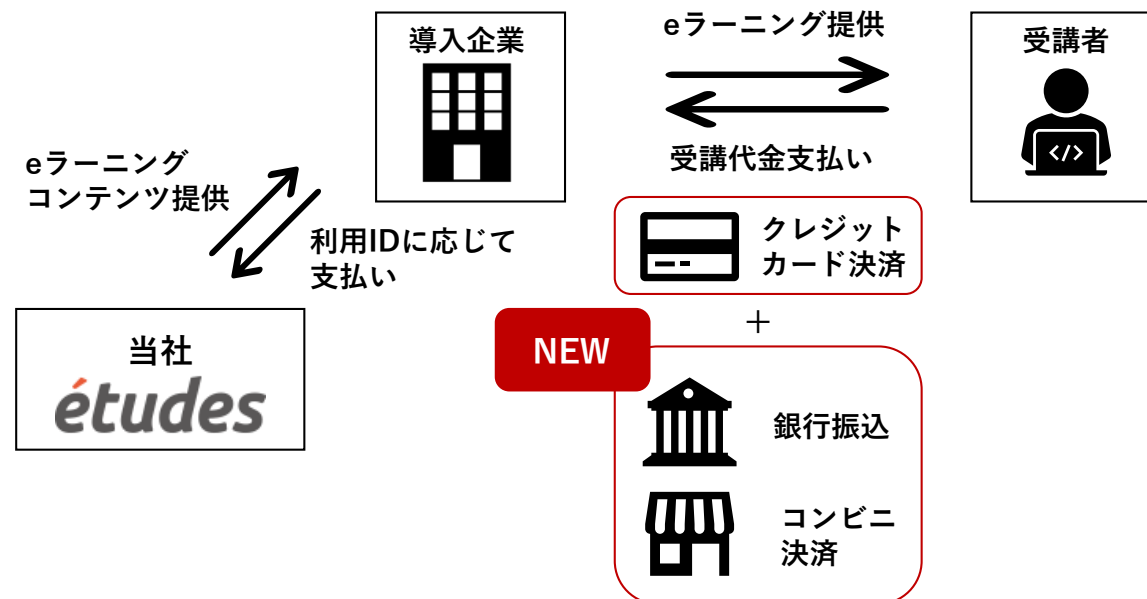 導入企業
eラーニング提供
受講者
</>
受講代金支払い
eラーニング
コンテンツ提供
利用IDに応じて
支払い
クレジット
カード決済
+
NEW
当社
études
銀行振込
コンビニ
決済